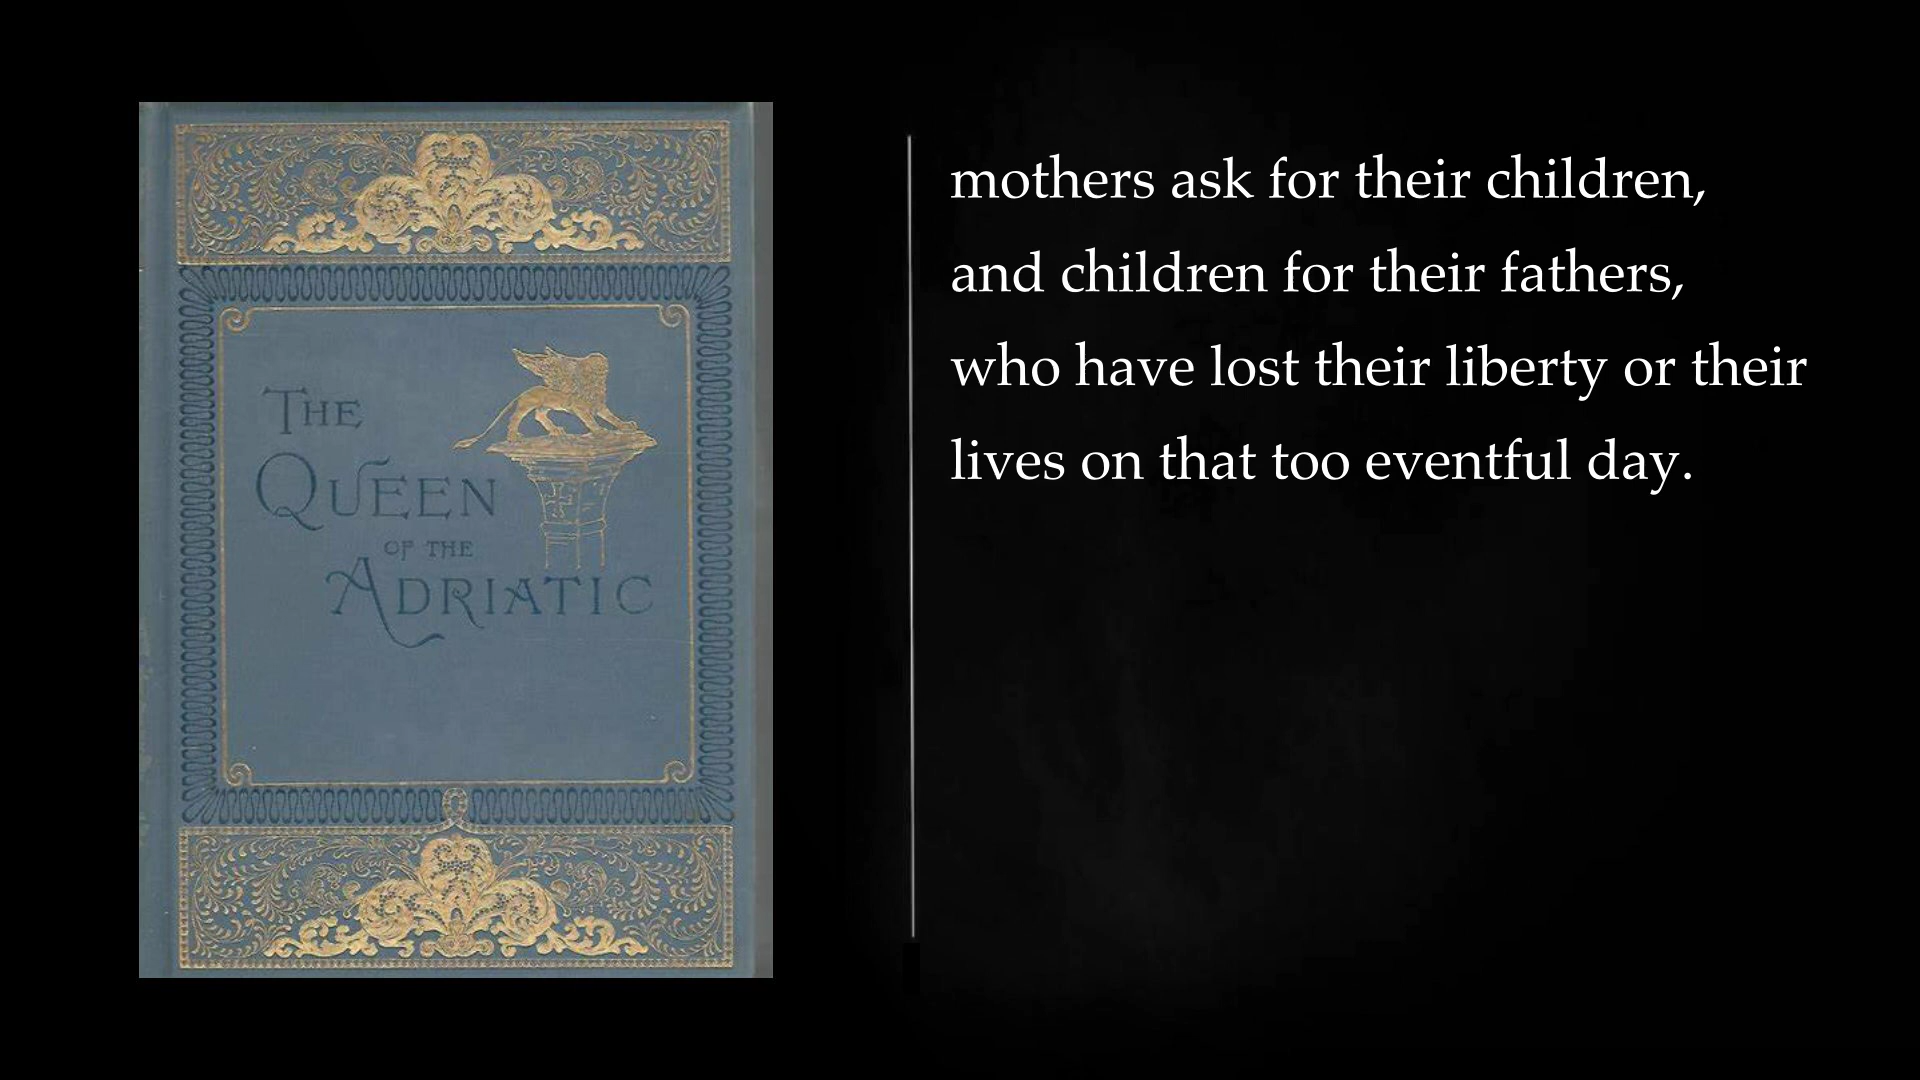 THE
QUEEN
OF THE
ADRIATIC
mothers ask for their children,
and children for their fathers,
who have lost their liberty or their
lives on that too eventful day.